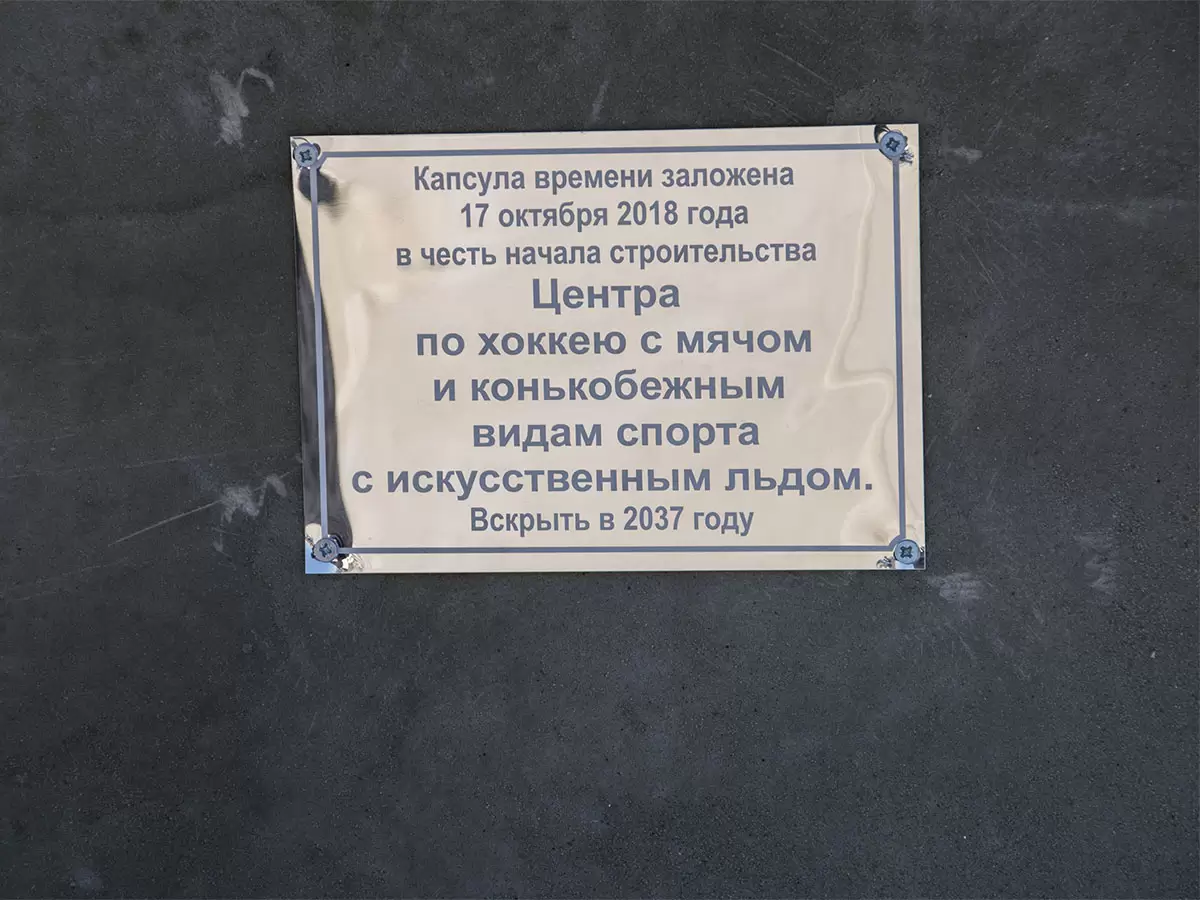 Капсула времени заложена
17 октября 2018 года
в честь начала строительства
Центра
по хоккею с мячом
и конькобежным
видам спорта
с искусственным льдом.
Вскрыть в 2037 году